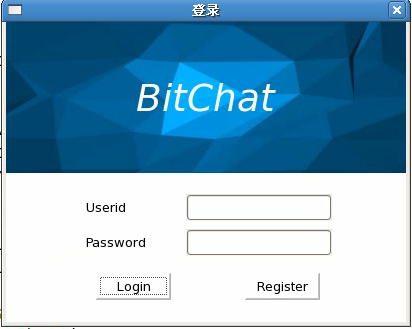 登录
BitChat
Userid
Password
Login Register